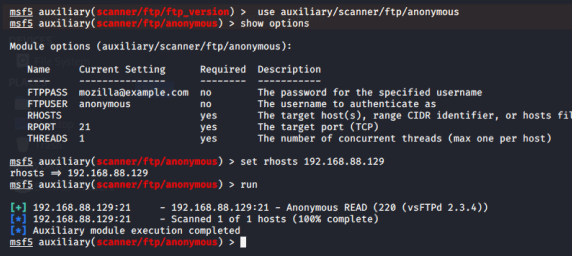 msf5 auxiliary(scanner/ftp/ftp_version) >  use auxiliary/scanner/ftp/anonymous
msf5 auxiliary(scanner/ftp/anonymous) > show options

Module options (auxiliary/scanner/ftp/anonymous):

   Name     Current Setting      Required  Description
   ----     ---------------      --------  -----------
   FTPPASS  mozilla@example.com  no        The password for the specified username
   FTPUSER  anonymous            no        The username to authenticate as
   RHOSTS                        yes       The target host(s), range CIDR identifier, or hosts fil
   RPORT    21                   yes       The target port (TCP)
   THREADS  1                    yes       The number of concurrent threads (max one per host)

msf5 auxiliary(scanner/ftp/anonymous) > set rhosts 192.168.88.129
rhosts => 192.168.88.129
msf5 auxiliary(scanner/ftp/anonymous) > run

[+] 192.168.88.129:21     - 192.168.88.129:21 - Anonymous READ (220 (vsFTPd 2.3.4))
[*] 192.168.88.129:21     - Scanned 1 of 1 hosts (100% complete)
[*] Auxiliary module execution completed
msf5 auxiliary(scanner/ftp/anonymous) >